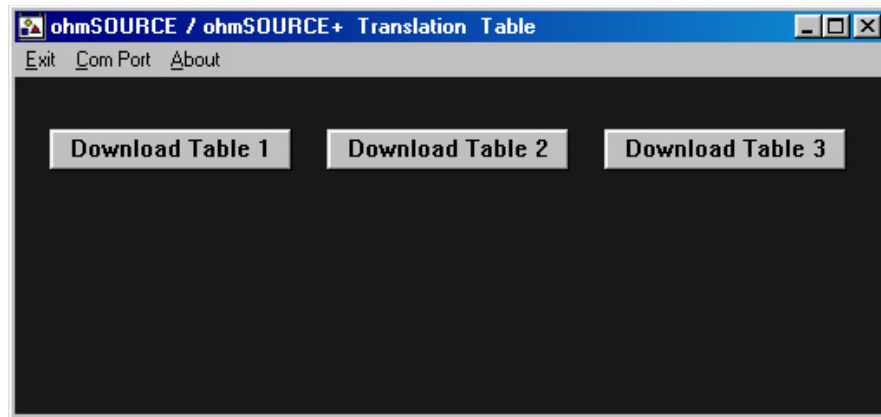 ohmSOURCE / ohmSOURCE+ Translation Table
Exit Com Port About
Download Table 1 Download Table 2 Download Table 3